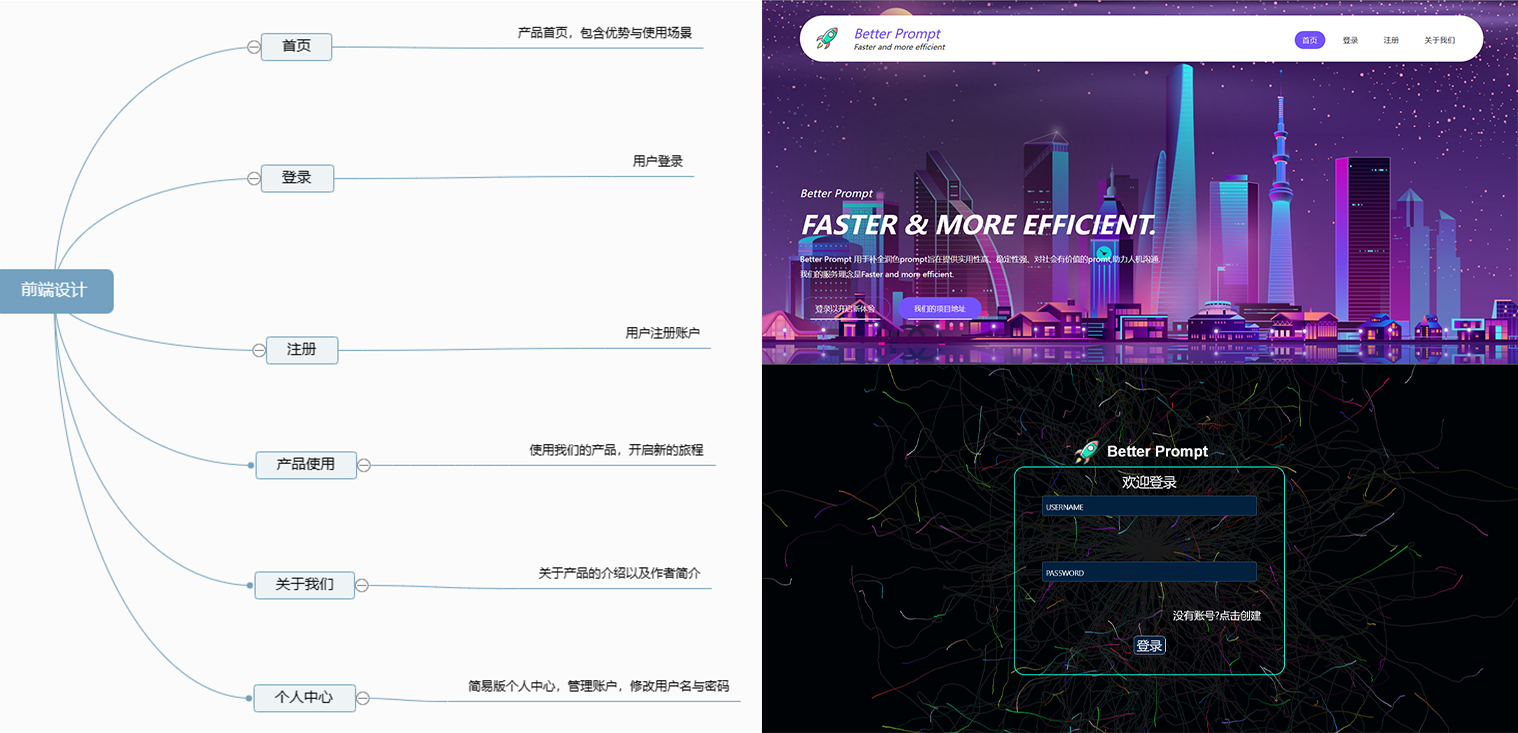 前端设计
首页
产品首页，包含优势与使用场景
登录
用户登录
注册
用户注册账户
产品使用
使用我们的产品，开启新的旅程
关于我们
关于产品的介绍以及作者简介
个人中心
简易版个人中心，管理账户，修改用户名与密码
Better Prompt
Faster and more efficient
首页 登录 注册 关于我们
Better Prompt
FASTER & MORE EFFICIENT.
Better Prompt 用于补全润色prompt旨在提供实用性高、稳定性强、对社会有价值的promt,助力人机沟通.
我们的服务理念是Faster and more efficient.
登录以开启新体验 我们的项目地址
Better Prompt
欢迎登录
USERNAME
PASSWORD
没有账号?点击创建
登录